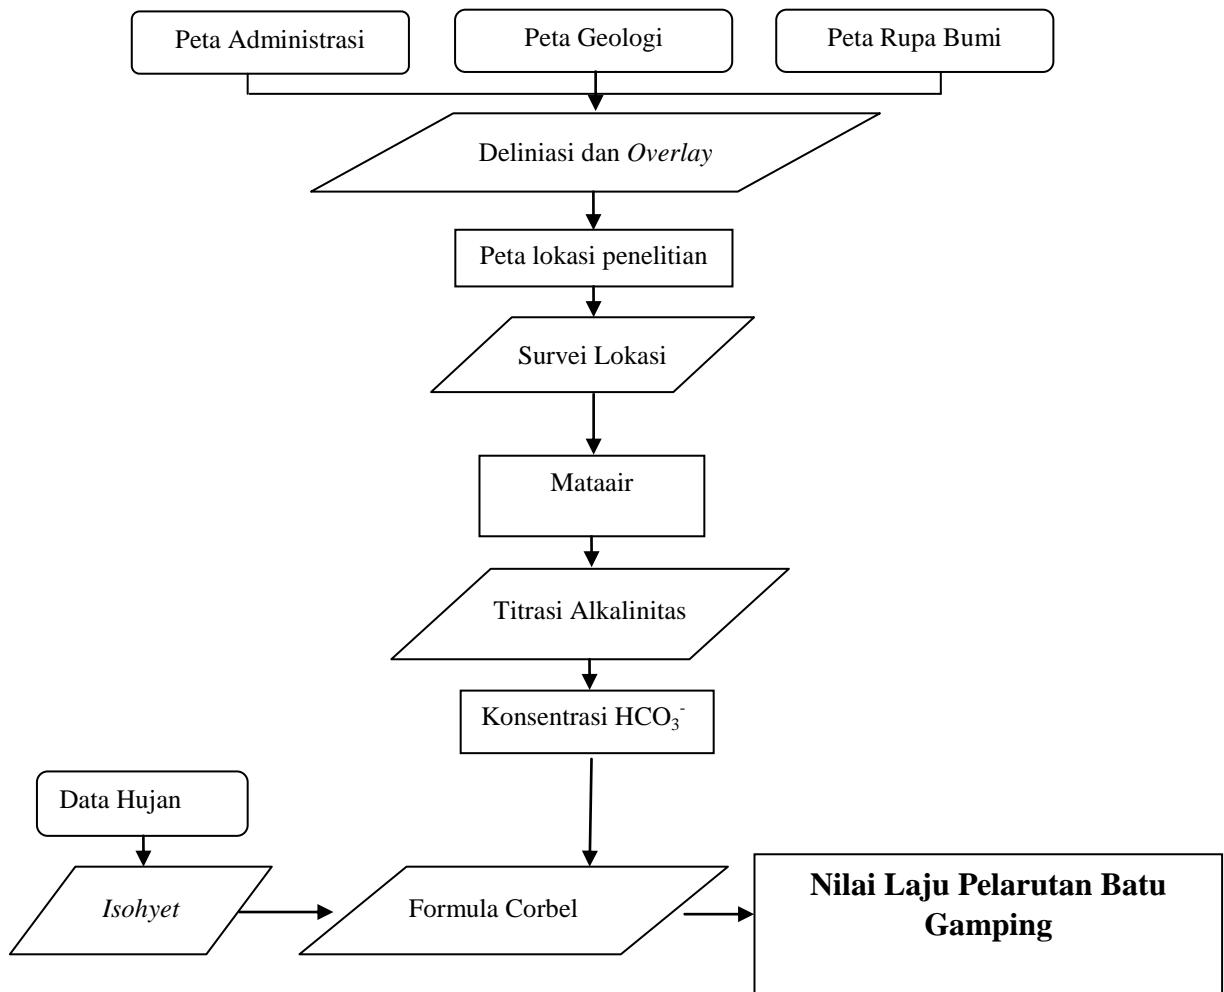 Peta Administrasi
Peta Geologi
Peta Rupa Bumi
Deliniasi dan Overlay
Peta lokasi penelitian
Survei Lokasi
Mataair
Titrasi Alkalinitas
Konsentrasi HCO₃⁻
Data Hujan
Isohyet
Formula Corbel
Nilai Laju Pelarutan Batu
Gamping